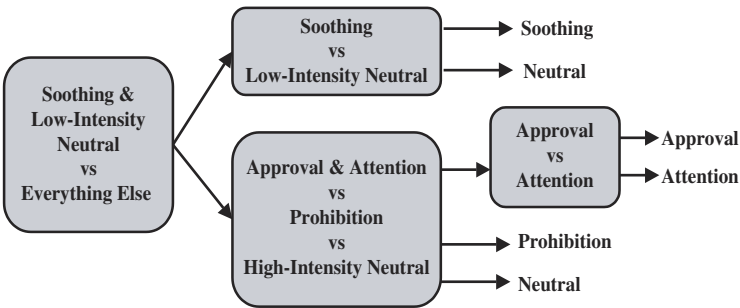 Soothing &
Low-Intensity
Neutral
vs
Everything Else
Soothing
vs
Low-Intensity Neutral
Soothing
Neutral
Approval & Attention
vs
Prohibition
vs
High-Intensity Neutral
Approval
vs
Attention
Approval
Attention
Prohibition
Neutral